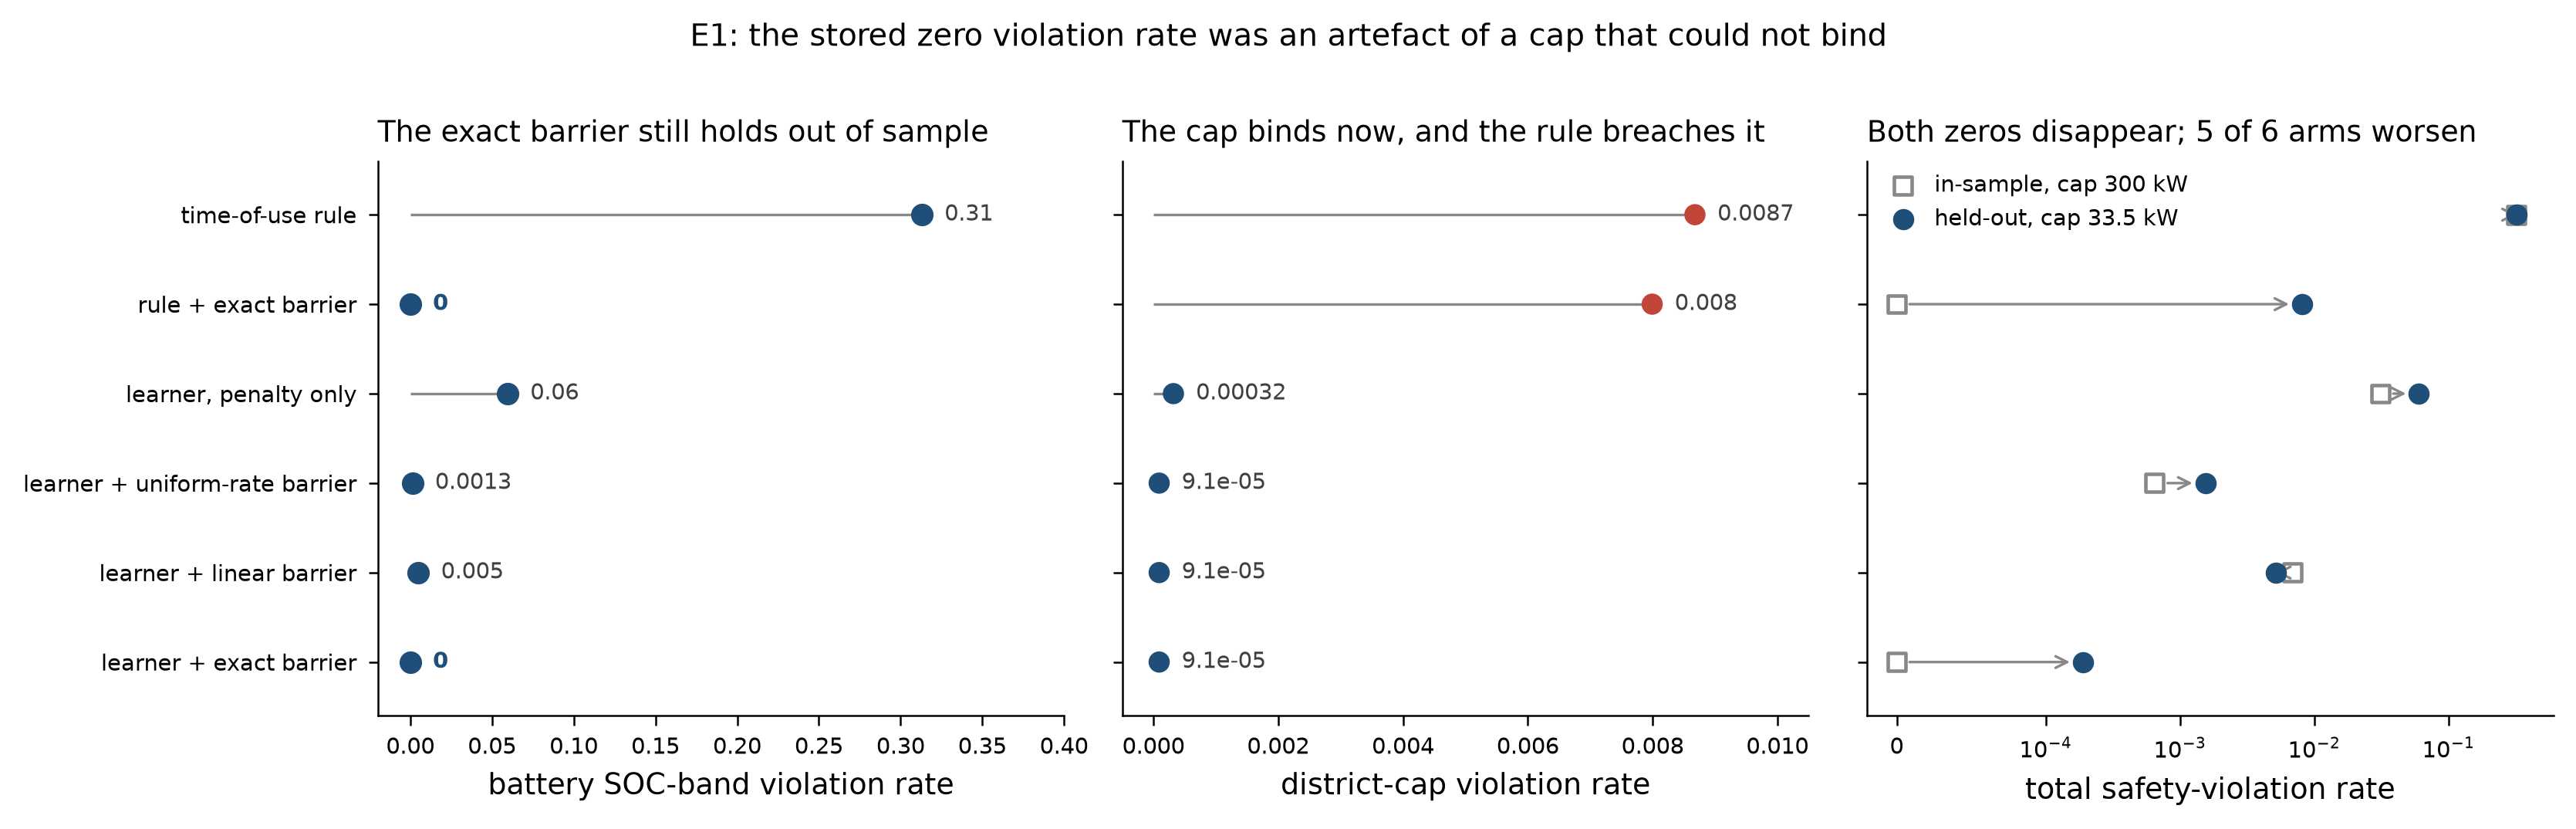 E1: the stored zero violation rate was an artefact of a cap that could not bind
The exact barrier still holds out of sample
time-of-use rule
rule + exact barrier
learner, penalty only
learner + uniform-rate barrier
learner + linear barrier
learner + exact barrier
0.31
0
0.06
0.0013
0.005
0
0.00 0.05 0.10 0.15 0.20 0.25 0.30 0.35 0.40
battery SOC-band violation rate
The cap binds now, and the rule breaches it
0.0087
0.008
0.00032
9.1e-05
9.1e-05
9.1e-05
0.000 0.002 0.004 0.006 0.008 0.010
district-cap violation rate
Both zeros disappear; 5 of 6 arms worsen
in-sample, cap 300 kW
held-out, cap 33.5 kW
0 10⁻⁴ 10⁻³ 10⁻² 10⁻¹
total safety-violation rate